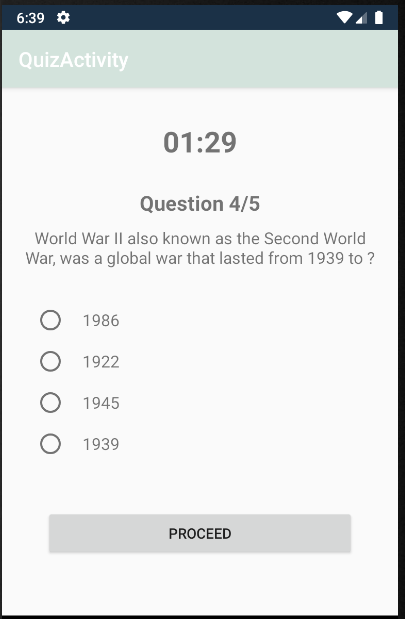 6:39
QuizActivity
01:29
Question 4/5
World War II also known as the Second World
War, was a global war that lasted from 1939 to ?
1986
1922
1945
1939
PROCEED